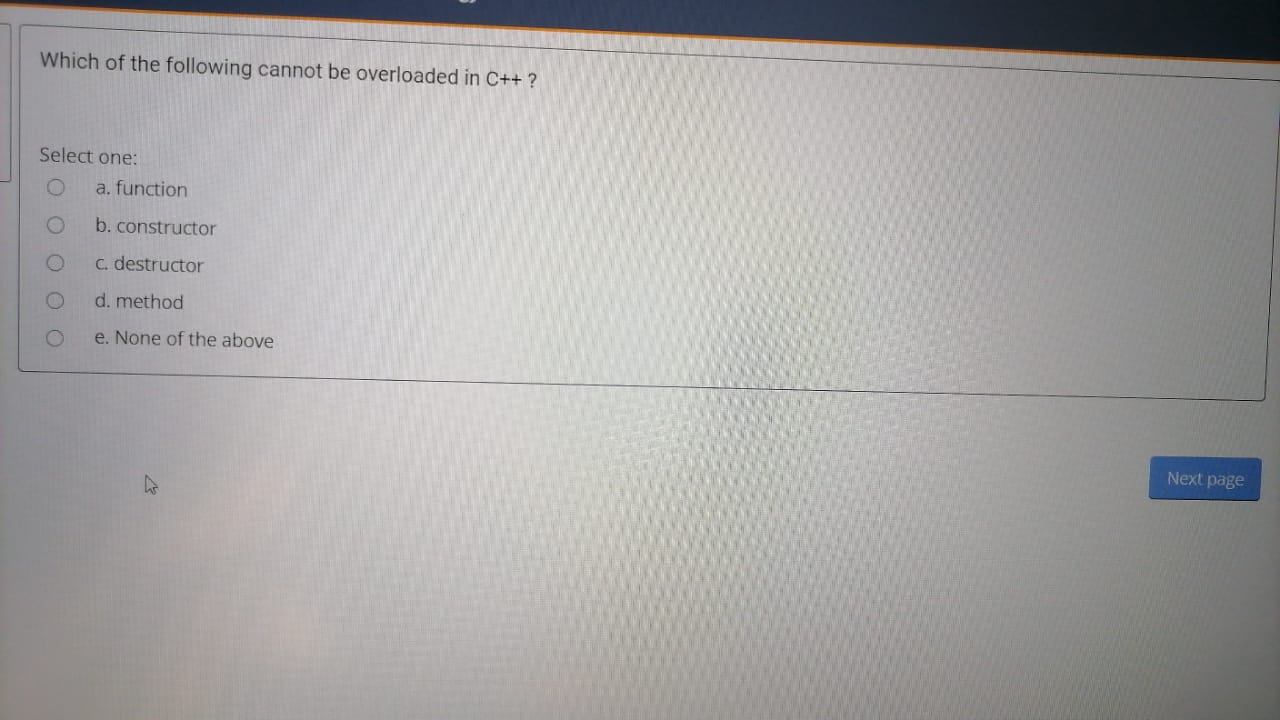 Which of the following cannot be overloaded in C++ ?
Select one:
a. function
b. constructor
c. destructor
d. method
e. None of the above
Next page